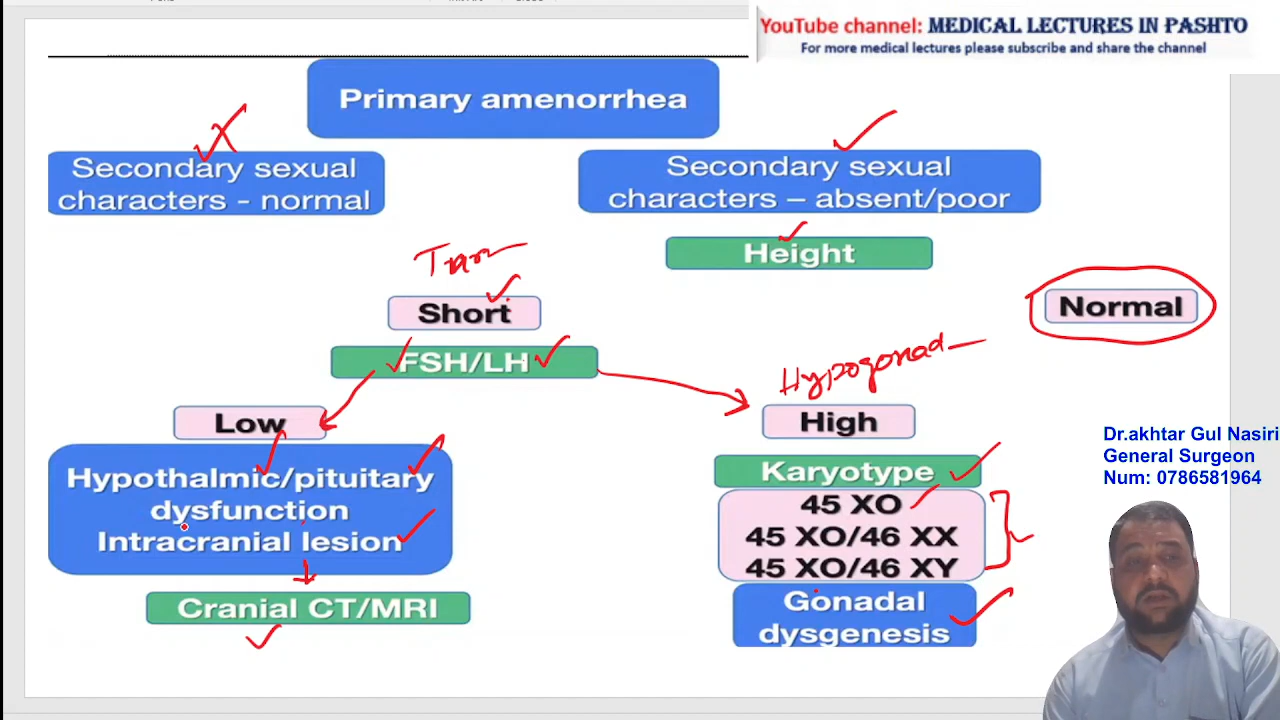 YouTube channel: MEDICAL LECTURES IN PASHTO
For more medical lectures please subscribe and share the channel
Primary amenorrhea
Secondary sexual
characters - normal
Secondary sexual
characters – absent/poor
Height
Short
Normal
FSH/LH
Hypogonad
Low
High
Hypothalmic/pituitary
dysfunction
Intracranial lesion
Cranial CT/MRI
Karyotype
45 XO
45 XO/46 XX
45 XO/46 XY
Gonadal
dysgenesis
Dr.akhtar Gul Nasiri
General Surgeon
Num: 0786581964